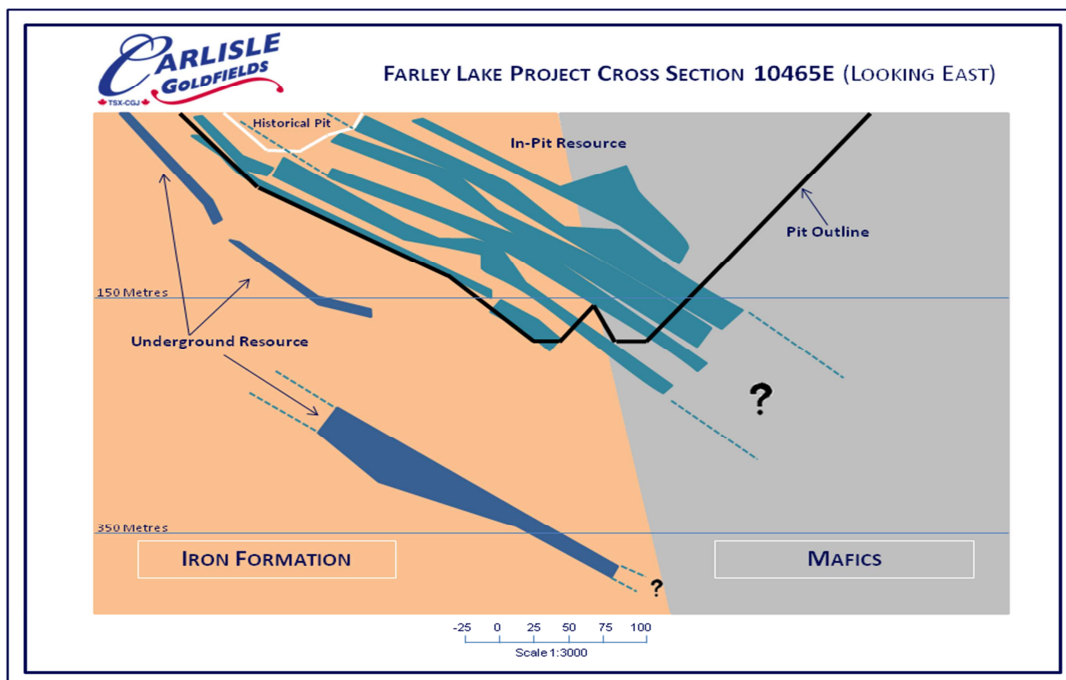 CARLISLE
GOLDFIELDS
TSX-CGJ
FARLEY LAKE PROJECT CROSS SECTION 10465E (LOOKING EAST)
Historical Pit
In-Pit Resource
Pit Outline
150 Metres
Underground Resource
?
350 Metres
IRON FORMATION
MAFICS
?
-25 0 25 50 75 100
Scale 1:3000